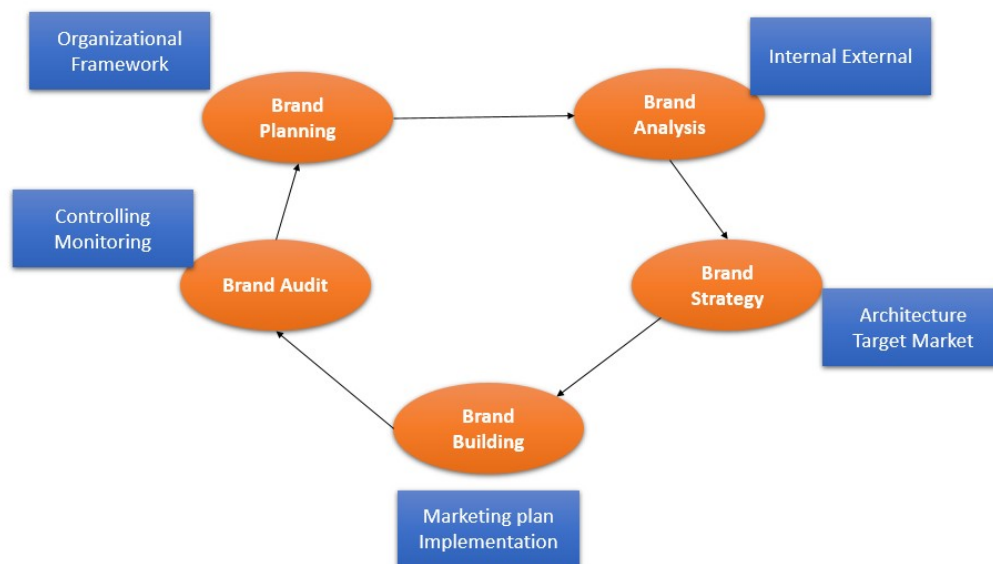 Organizational
Framework
Internal External
Brand
Planning
Brand
Analysis
Controlling
Monitoring
Brand Audit
Brand
Strategy
Architecture
Target Market
Brand
Building
Marketing plan
Implementation